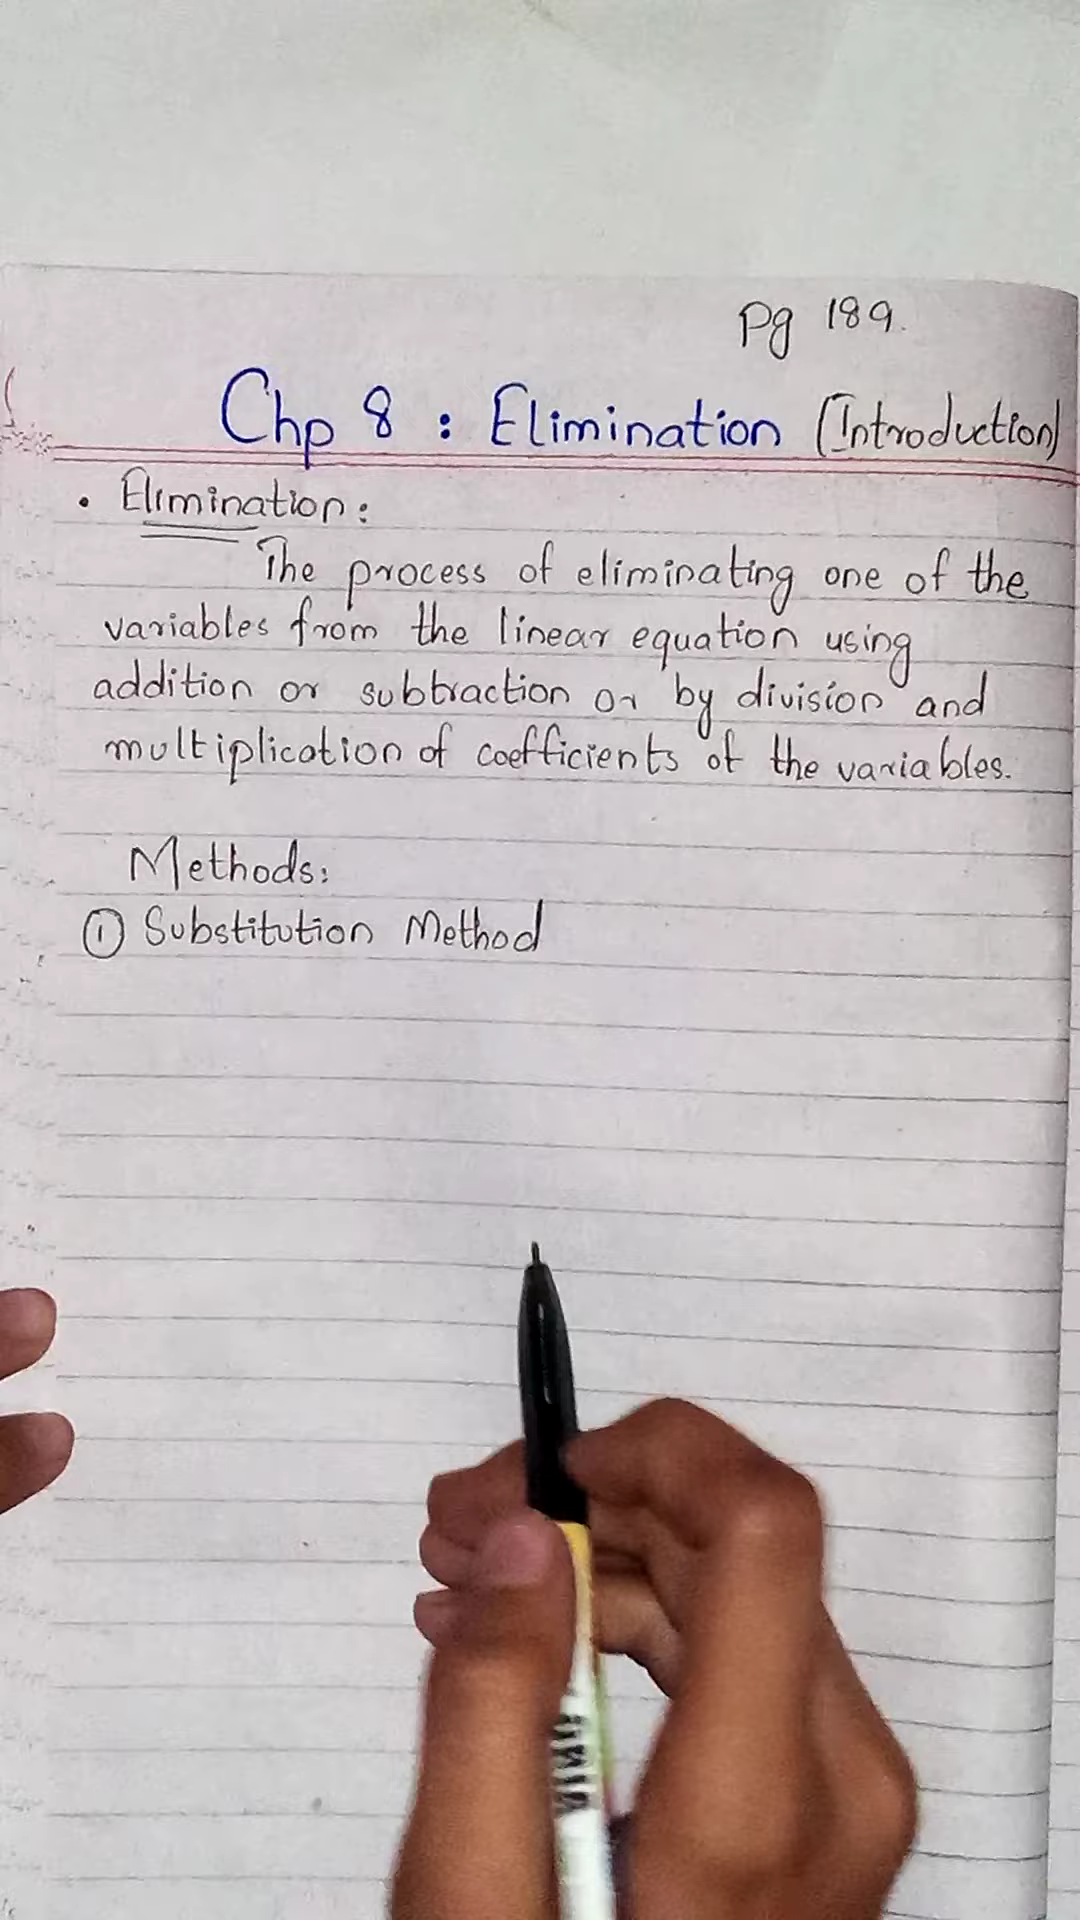 Pg 189.
Chp 8 : Elimination (Introduction)
• Elimination:
The process of eliminating one of the
variables from the linear equation using
addition or subtraction or by division and
multiplication of coefficients of the variables.
Methods:
① Substitution Method